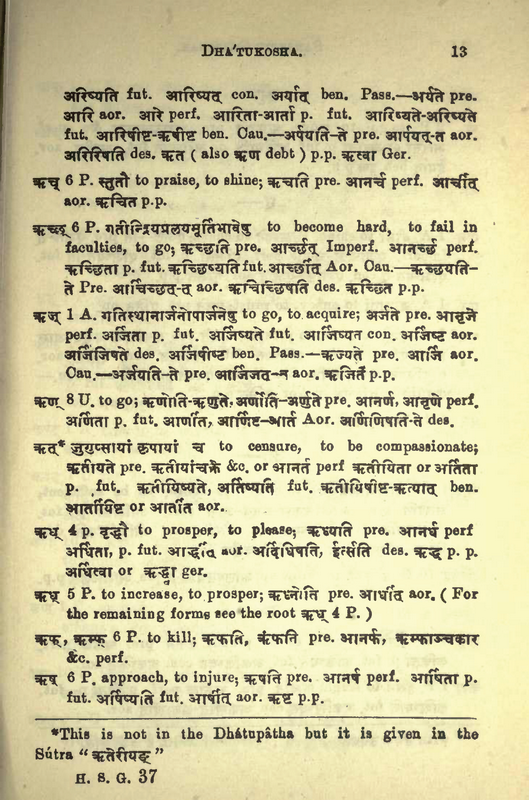 DHA'TUKOSHA. 13
अरिष्यति fut. आरिष्यत् con. अर्यात् ben. Pass.—अर्यते pre.
आरि aor. आरे perf. आरिता-आर्ता p. fut. आरिष्यते-अरिष्यते
fut. आरिषीष्ट-ऋषीष्ट ben. Cau.—अर्पयति-ते pre. आर्पयत्-त aor.
अरिरिषति des. ऋत ( also ऋण debt ) p.p. ऋत्वा Ger.
ऋच् 6 P. स्तुतौ to praise, to shine; ऋचति pre. आनर्च perf. आर्चीत्
aor. ऋचित p.p.
ऋच्छ् 6 P. गतीन्द्रियप्रलयमूर्तिभावेषु to become hard, to fail in
faculties, to go; ऋच्छति pre. आर्च्छत् Imperf. आनर्च्छ perf.
ऋच्छिता p. fut. ऋच्छिष्यति fut. आर्च्छीत् Aor. Cau.—ऋच्छयति-
ते Pre. आर्चिच्छत्-त aor. ऋचिच्छिषति des. ऋच्छित p.p.
ऋज् 1 A. गतिस्थानार्जनोपार्जनेषु to go, to acquire; अर्जते pre. आनृजे
perf. अर्जिता p. fut. अर्जिष्यते fut. आर्जिष्यत con. अर्जिष्ट aor.
अर्जिजिषते des. अर्जिषीष्ट ben. Pass.—ऋज्यते pre. आर्जि aor.
Cau.—अर्जयति-ते pre. आर्जिजत्-त aor. ऋजित p.p.
ऋण् 8 U. to go; ऋणोति-ऋणुते, अर्णोति-अर्णुते pre. आनर्ण, आनृणे perf.
अर्णिता p. fut. आर्णीत्, आर्णिष्ट-आर्त Aor. अर्णिणिषति-ते des.
ऋत्* जुगुप्सायां कृपायां च to censure, to be compassionate;
ऋतीयते pre. ऋतीयांचक्रे &c. or आनर्त perf ऋतीयिता or अर्तिता
p. fut. ऋतीयिष्यते, अर्तिष्यति fut. ऋतीयिषीष्ट-ऋत्यात् ben.
आर्तायिष्ट or आर्तीत aor.
ऋध् 4 p. वृद्धौ to prosper, to please; ऋध्यति pre. आनर्ध perf
अर्धिता, p. fut. आर्द्धीत् aor. अर्दिधिषति, ईर्त्सति des. ऋद्ध p. p.
अर्धित्वा or ऋद्ध्वा ger.
ऋध् 5 P. to increase, to prosper; ऋध्नोति pre. आर्धीत् aor. ( For
the remaining forms see the root ऋध् 4 P. )
ऋफ्, ऋम्फ् 6 P. to kill; ऋफति, ऋंफति pre. आनर्फ, ऋम्फाञ्चकार
&c. perf.
ऋष् 6 P. approach, to injure; ऋषति pre. आनर्ष perf. आर्षिता p.
fut. अर्षिष्यति fut. आर्षीत् aor. ऋष्ट p.p.
*This is not in the Dhátupâtha but it is given in the
Sútra “ ऋतेरीयङ् ”
H. S. G. 37